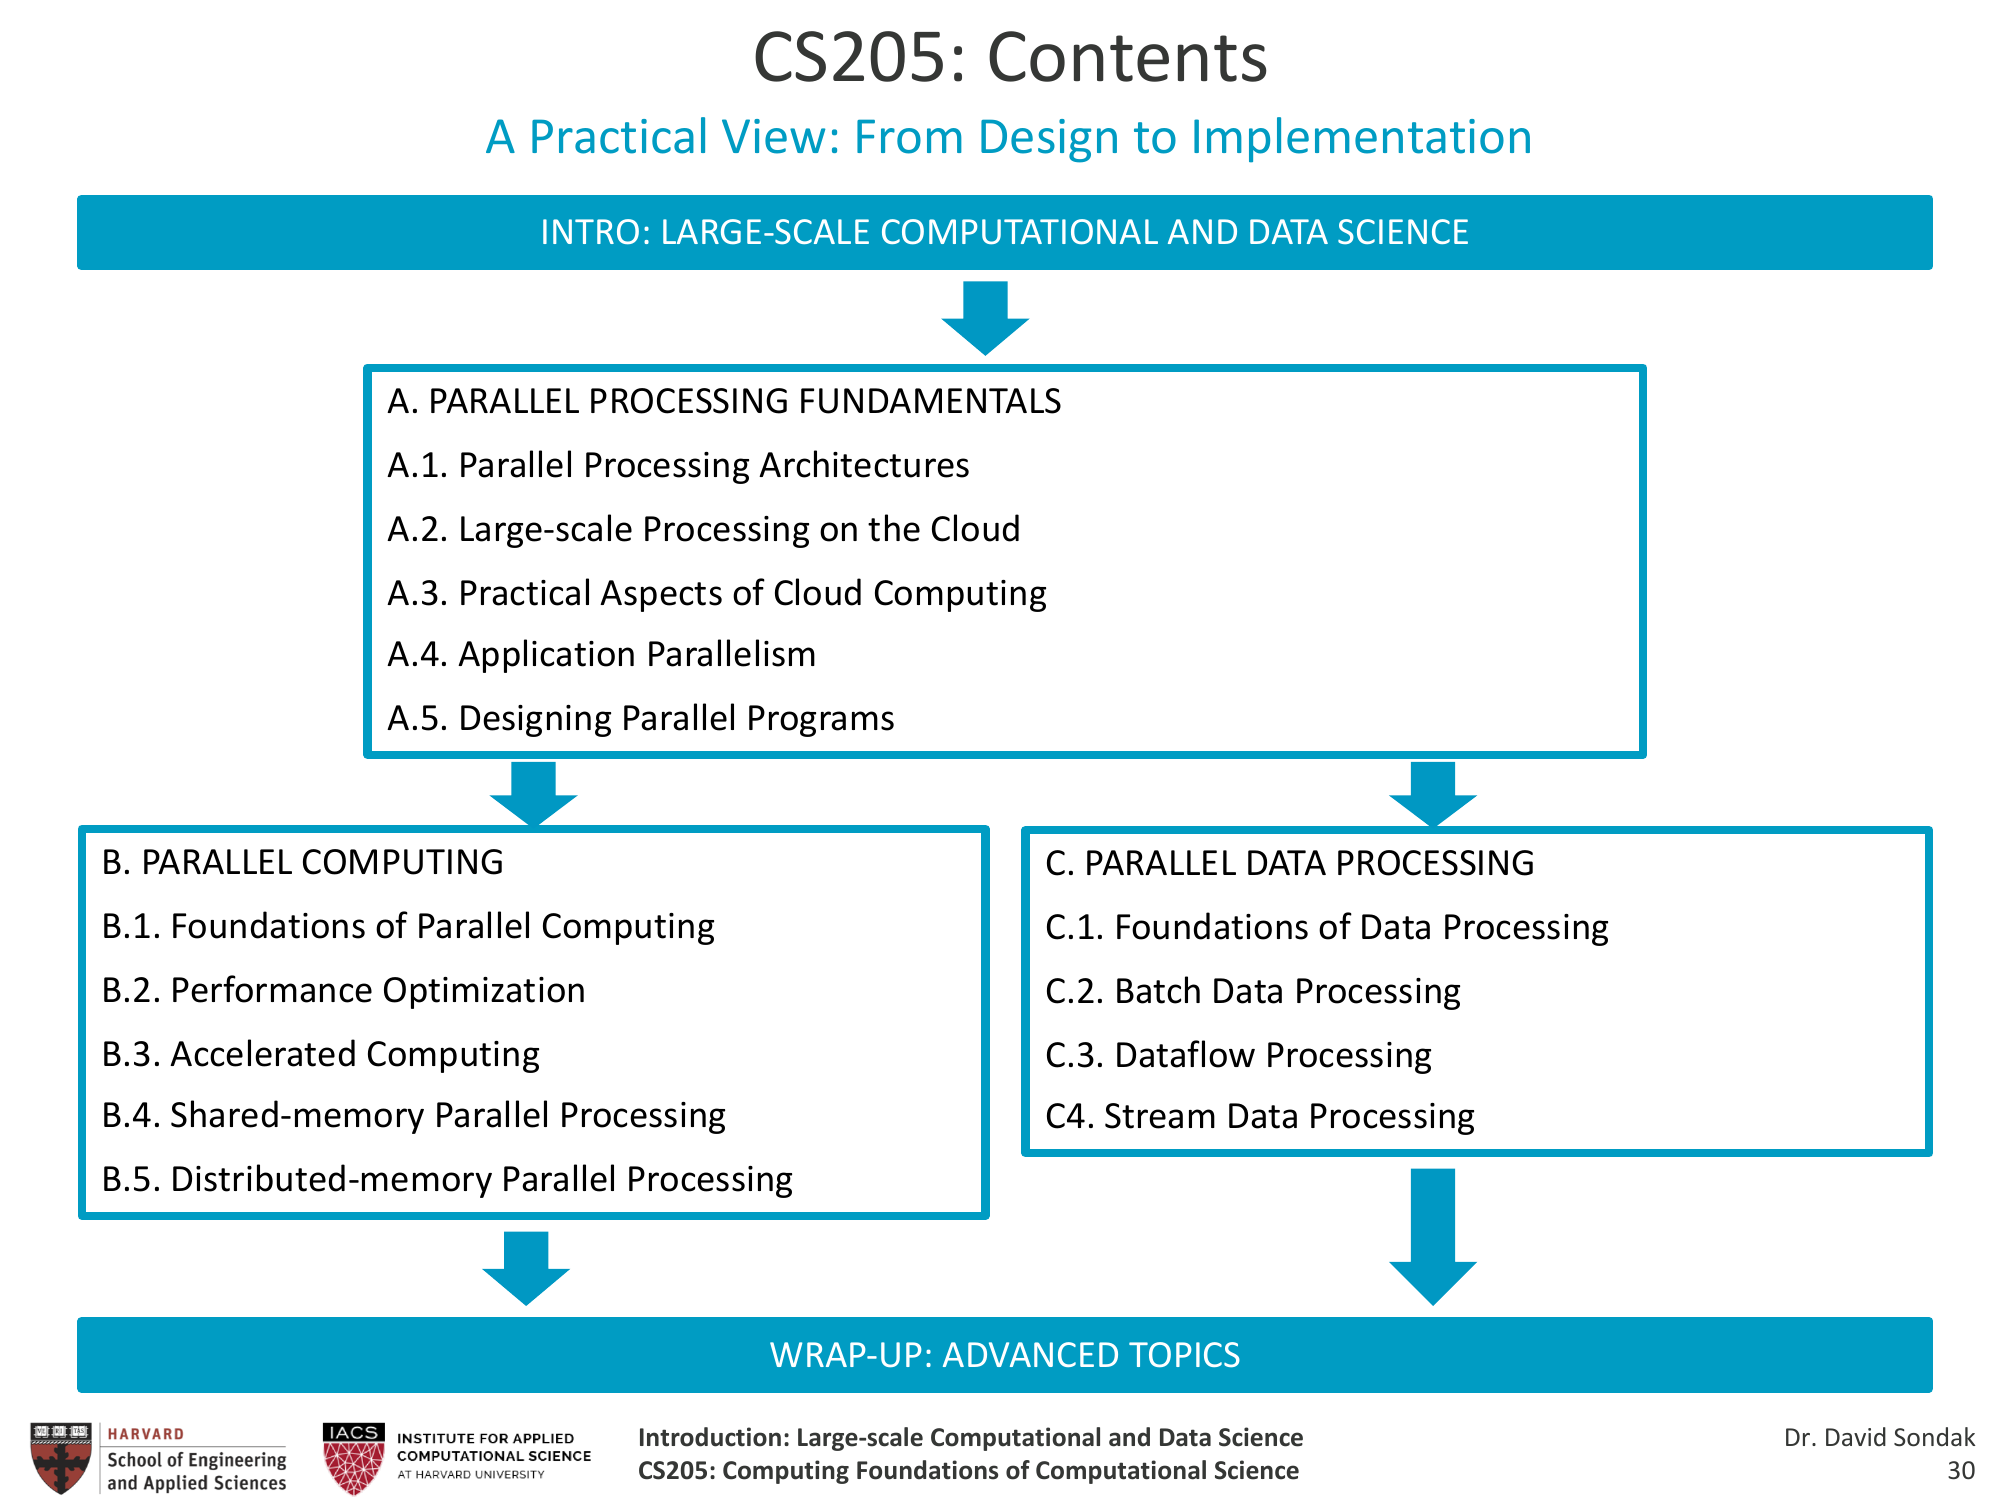 CS205: Contents
A Practical View: From Design to Implementation
INTRO: LARGE-SCALE COMPUTATIONAL AND DATA SCIENCE
A. PARALLEL PROCESSING FUNDAMENTALS
A.1. Parallel Processing Architectures
A.2. Large-scale Processing on the Cloud
A.3. Practical Aspects of Cloud Computing
A.4. Application Parallelism
A.5. Designing Parallel Programs
B. PARALLEL COMPUTING
B.1. Foundations of Parallel Computing
B.2. Performance Optimization
B.3. Accelerated Computing
B.4. Shared-memory Parallel Processing
B.5. Distributed-memory Parallel Processing
C. PARALLEL DATA PROCESSING
C.1. Foundations of Data Processing
C.2. Batch Data Processing
C.3. Dataflow Processing
C4. Stream Data Processing
WRAP-UP: ADVANCED TOPICS
HARVARD
School of Engineering
and Applied Sciences
IACS
INSTITUTE FOR APPLIED
COMPUTATIONAL SCIENCE
AT HARVARD UNIVERSITY
Introduction: Large-scale Computational and Data Science
CS205: Computing Foundations of Computational Science
Dr. David Sondak
30